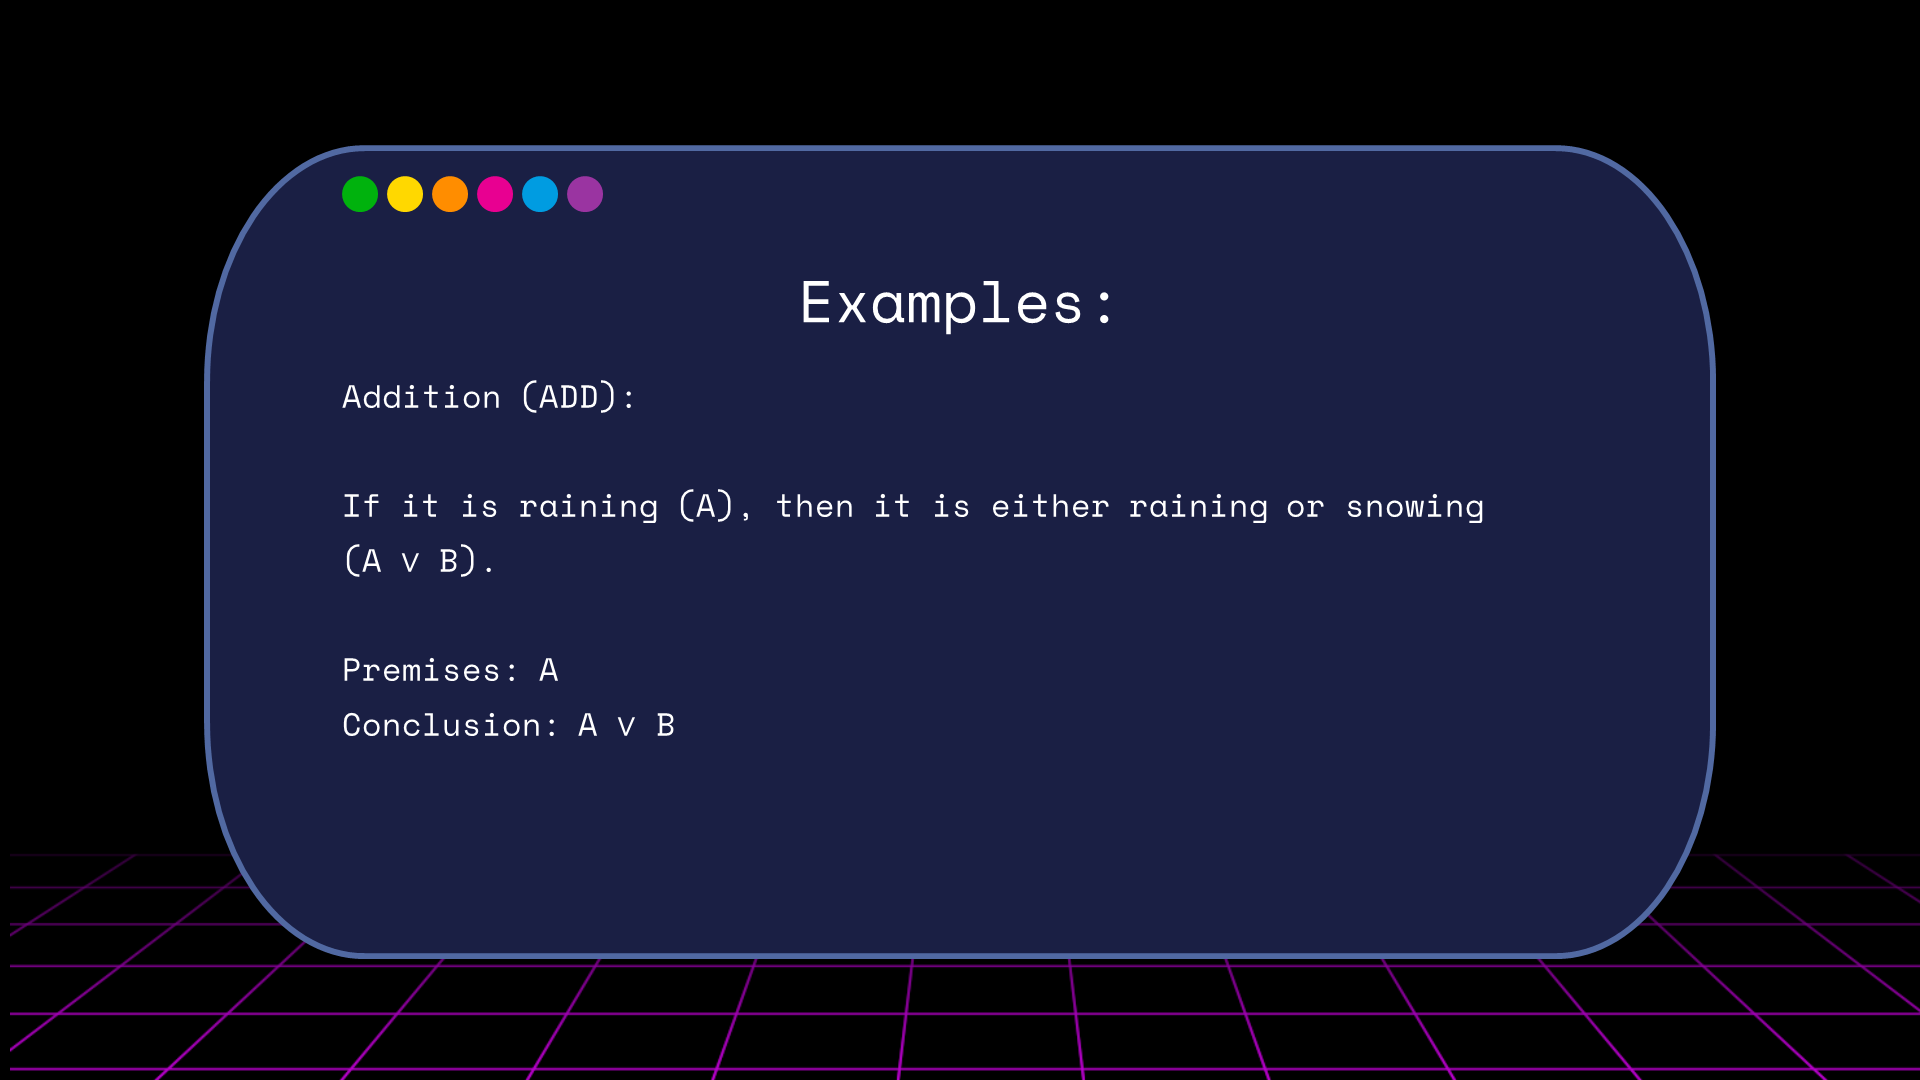 Examples:
Addition (ADD):
If it is raining (A), then it is either raining or snowing
(A ∨ B).
Premises: A
Conclusion: A ∨ B